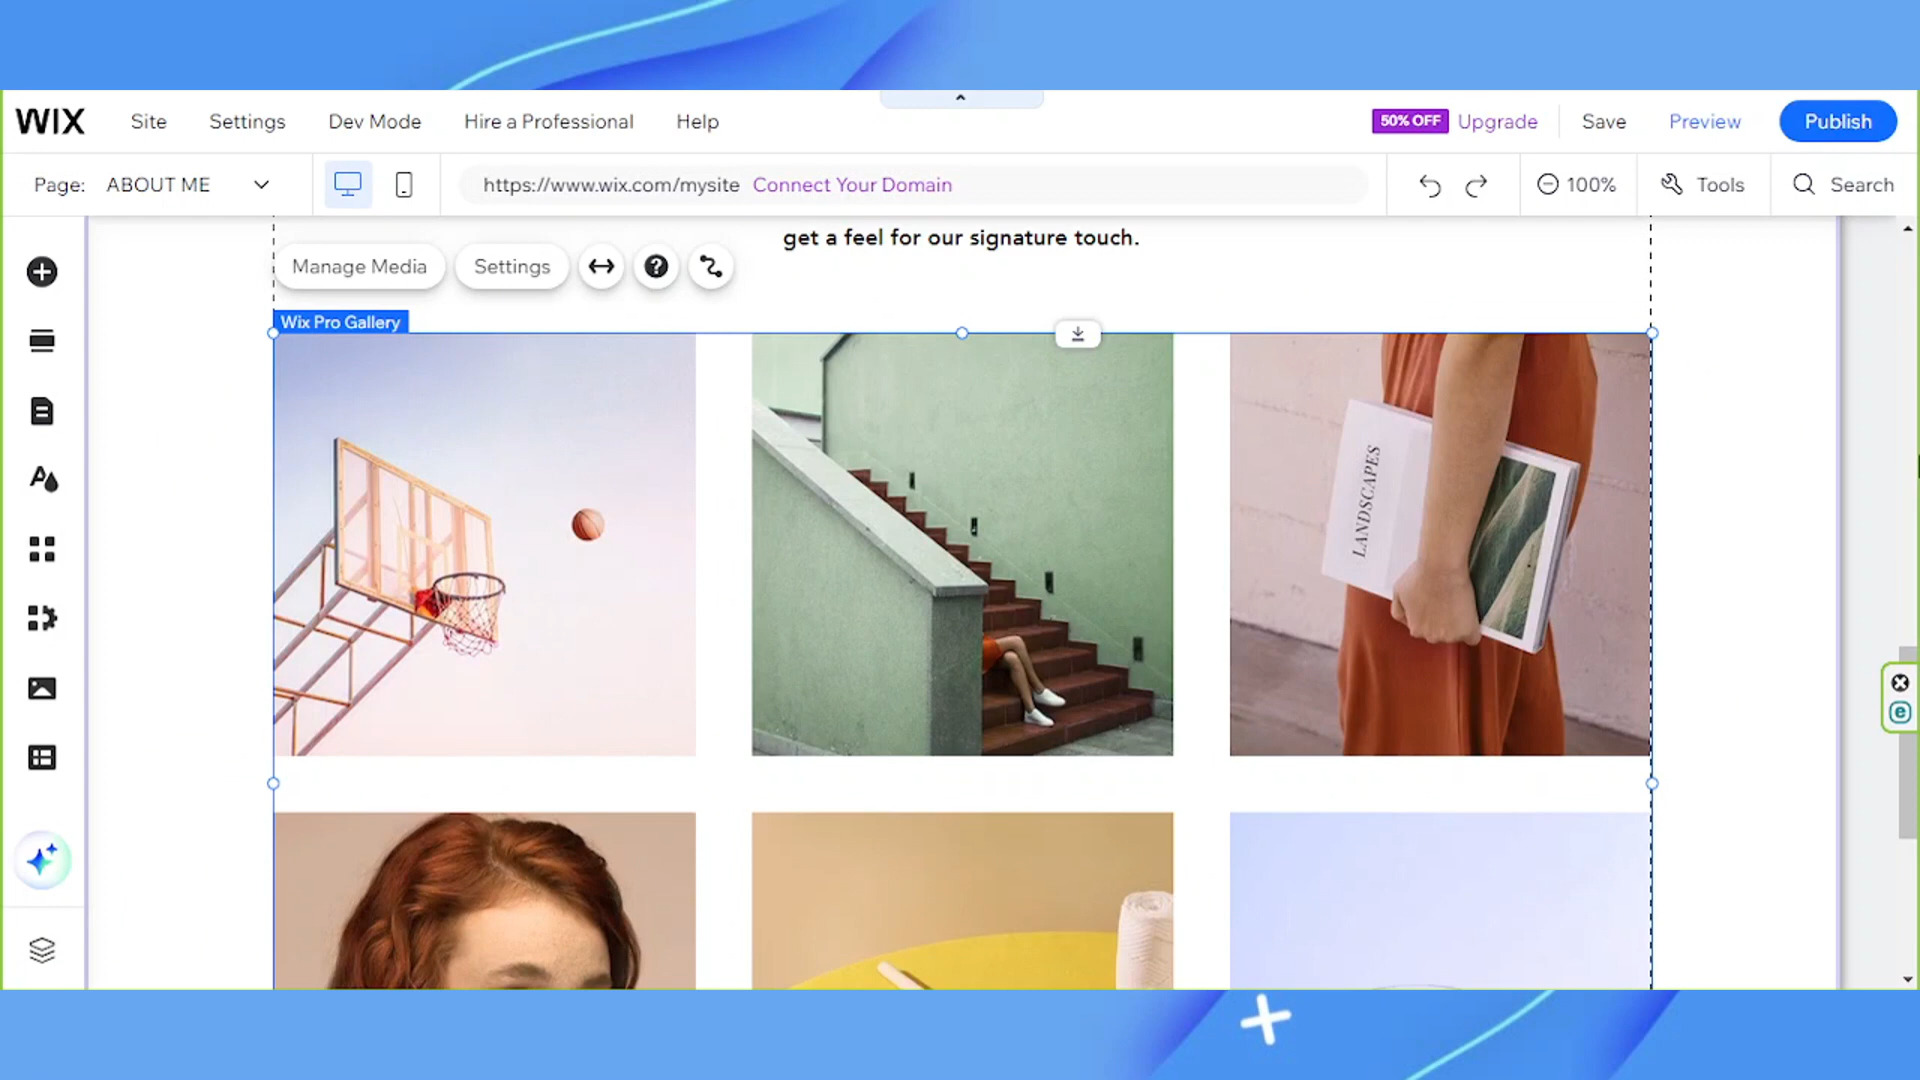 WIX Site Settings Dev Mode Hire a Professional Help 50% OFF Upgrade Save Preview Publish
Page: ABOUT ME https://www.wix.com/mysite Connect Your Domain 100% Tools Search
get a feel for our signature touch.
Manage Media Settings
Wix Pro Gallery
LANDSCAPES